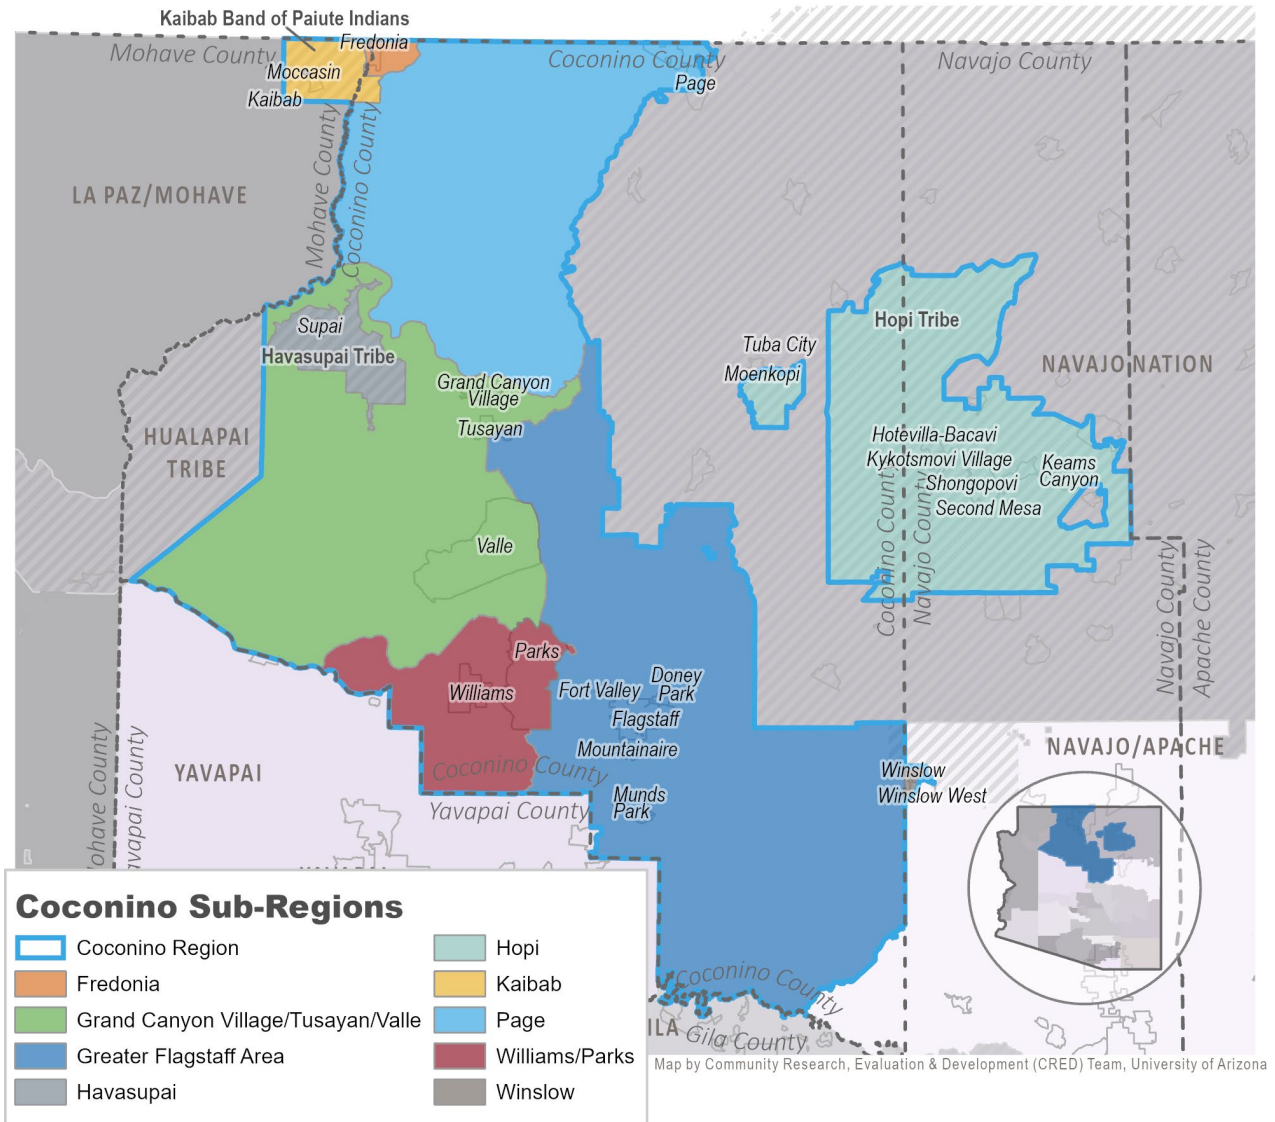 Kaibab Band of Paiute Indians
Fredonia
Mohave County
Moccasin
Coconino County
Navajo County
Page
Kaibab
Mohave County
Coconino County
LA PAZ/MOHAVE
Supai
Havasupai Tribe
Hopi Tribe
Tuba City
Moenkopi
NAVAJO NATION
Grand Canyon
Village
Tusayan
HUALAPAI
TRIBE
Hotevilla-Bacavi
Kykotsmovi Village
Shongopovi
Second Mesa
Keams
Canyon
Valle
Coconino County
Navajo County
Navajo County
Apache County
Parks
Williams
Fort Valley
Doney
Park
Flagstaff
Mountainaire
Coconino County
Yavapai County
Munds
Park
Winslow
Winslow West
NAVAJO/APACHE
YAVAPAI
ohave County
avapai County
Coconino County
ILA
Gila County
Coconino Sub-Regions
Coconino Region
Fredonia
Grand Canyon Village/Tusayan/Valle
Greater Flagstaff Area
Havasupai
Hopi
Kaibab
Page
Williams/Parks
Winslow
Map by Community Research, Evaluation & Development (CRED) Team, University of Arizona